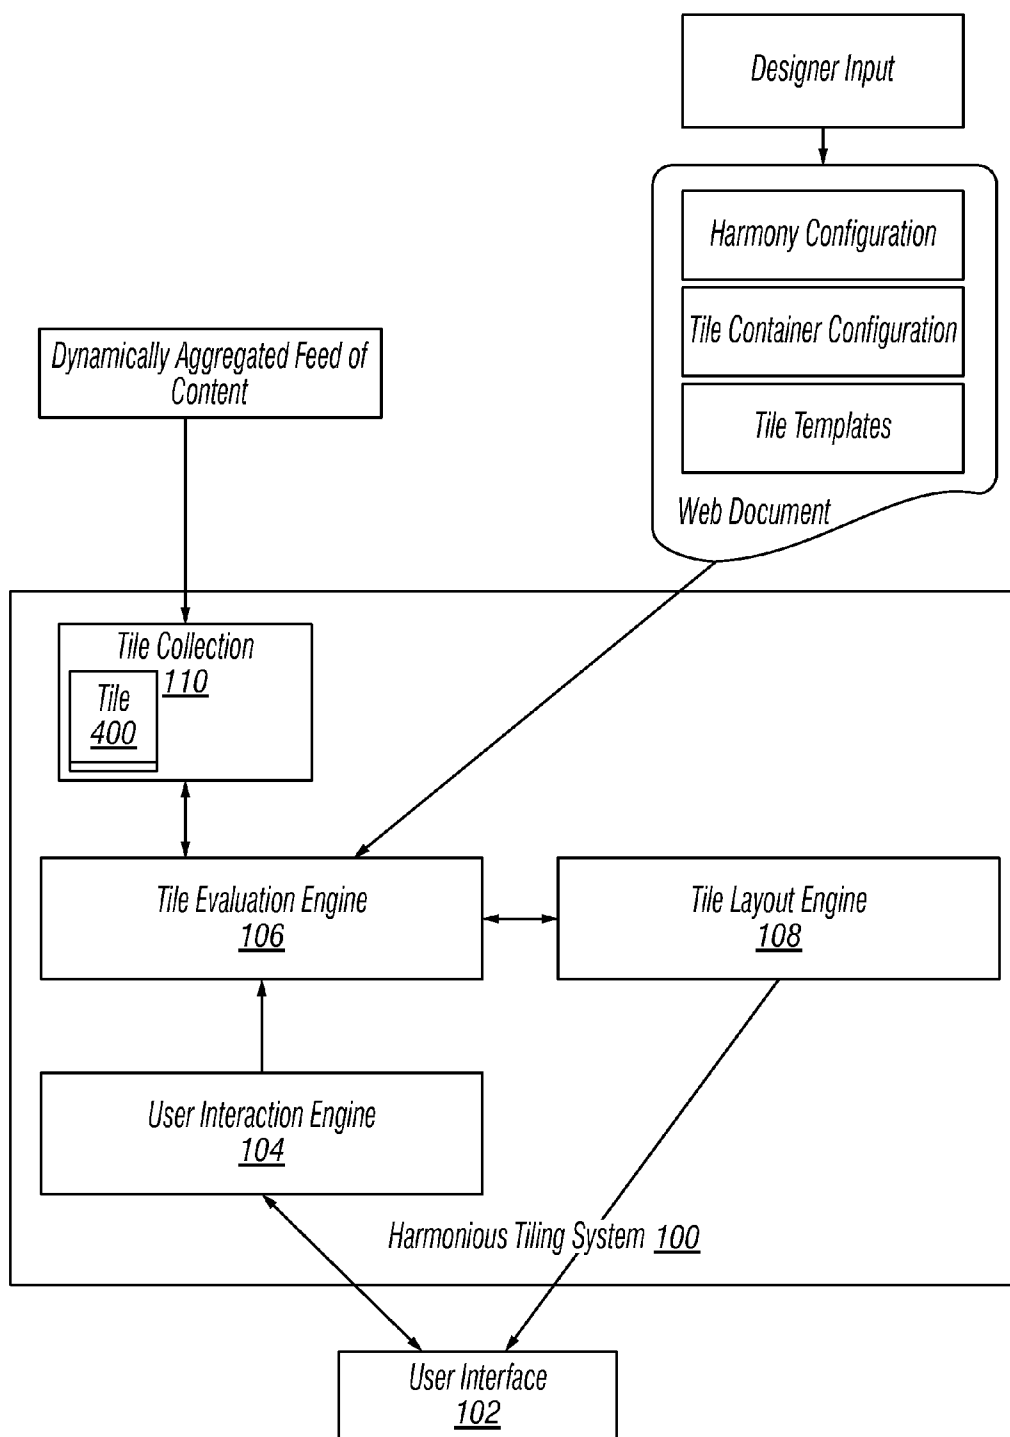 Designer Input
Harmony Configuration
Tile Container Configuration
Tile Templates
Web Document
Dynamically Aggregated Feed of
Content
Tile Collection
110
Tile
400
Tile Evaluation Engine
106
Tile Layout Engine
108
User Interaction Engine
104
Harmonious Tiling System 100
User Interface
102